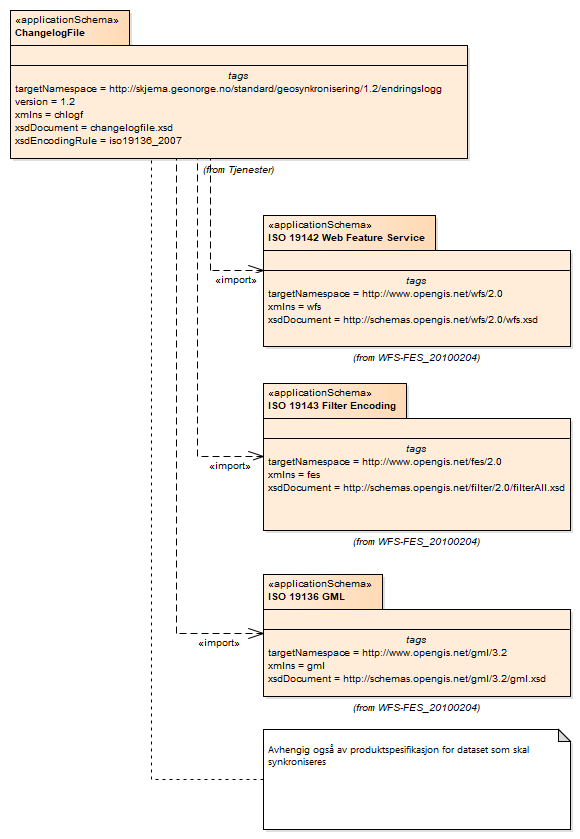 «applicationSchema»
ChangelogFile
tags
targetNamespace = http://skjema.geonorge.no/standard/geosynkronisering/1.2/endringslogg
version = 1.2
xmlns = chlogf
xsdDocument = changelogfile.xsd
xsdEncodingRule = iso19136_2007
(from Tjenester)
«applicationSchema»
ISO 19142 Web Feature Service
tags
targetNamespace = http://www.opengis.net/wfs/2.0
xmlns = wfs
xsdDocument = http://schemas.opengis.net/wfs/2.0/wfs.xsd
«import»
(from WFS-FES_20100204)
«applicationSchema»
ISO 19143 Filter Encoding
tags
targetNamespace = http://www.opengis.net/fes/2.0
xmlns = fes
xsdDocument = http://schemas.opengis.net/filter/2.0/filterAll.xsd
«import»
(from WFS-FES_20100204)
«applicationSchema»
ISO 19136 GML
tags
targetNamespace = http://www.opengis.net/gml/3.2
xmlns = gml
xsdDocument = http://schemas.opengis.net/gml/3.2/gml.xsd
«import»
(from WFS-FES_20100204)
Avhengig også av produktspesifikasjon for dataset som skal
synkroniseres